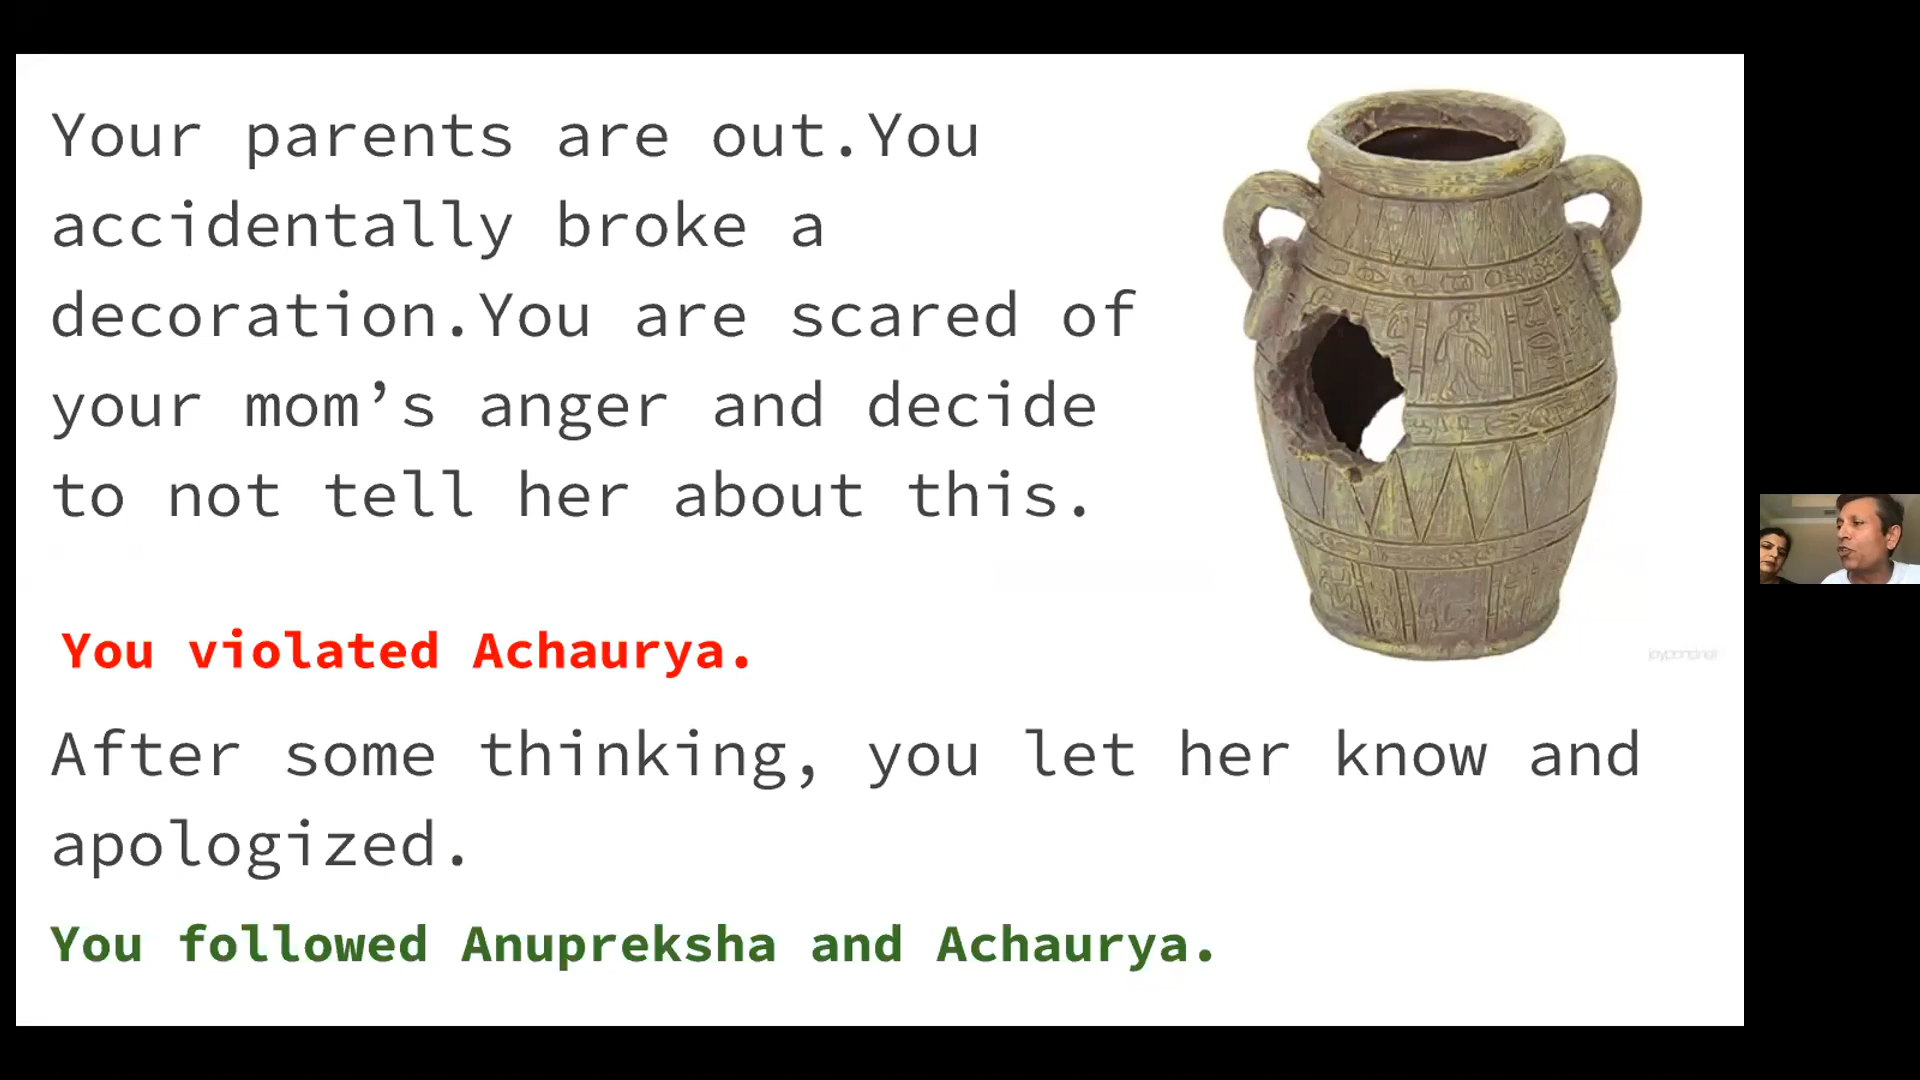 Your parents are out.You
accidentally broke a
decoration.You are scared of
your mom’s anger and decide
to not tell her about this.
You violated Achaurya.
After some thinking, you let her know and
apologized.
You followed Anupreksha and Achaurya.